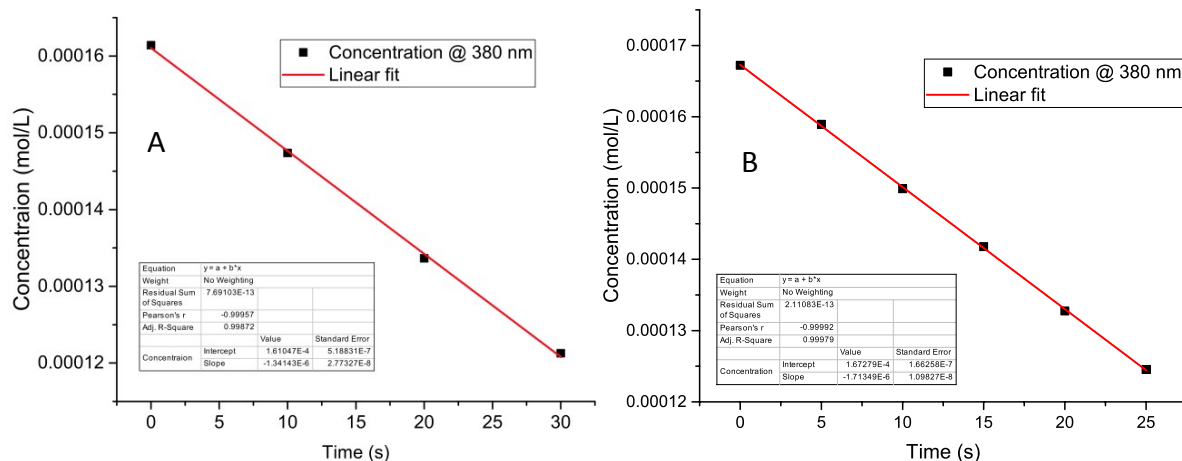 Concentration @ 380 nm
Linear fit
A
Concentraion (mol/L)
0.00016
0.00015
0.00014
0.00013
0.00012
Equation y = a + b*x
Weight No Weighting
Residual Sum of Squares 7.69103E-13
Pearson's r -0.99957
Adj. R-Square 0.99872
Value Standard Error
Concentraion Intercept 1.61047E-4 5.18831E-7
Slope -1.34143E-6 2.77327E-8
0 5 10 15 20 25 30
Time (s)
Concentration @ 380 nm
Linear fit
B
Concentration (mol/L)
0.00017
0.00016
0.00015
0.00014
0.00013
0.00012
Equation y = a + b*x
Weight No Weighting
Residual Sum of Squares 2.11083E-13
Pearson's r -0.99992
Adj. R-Square 0.99979
Value Standard Error
Concentration Intercept 1.67279E-4 1.66258E-7
Slope -1.71349E-6 1.09827E-8
0 5 10 15 20 25
Time (s)